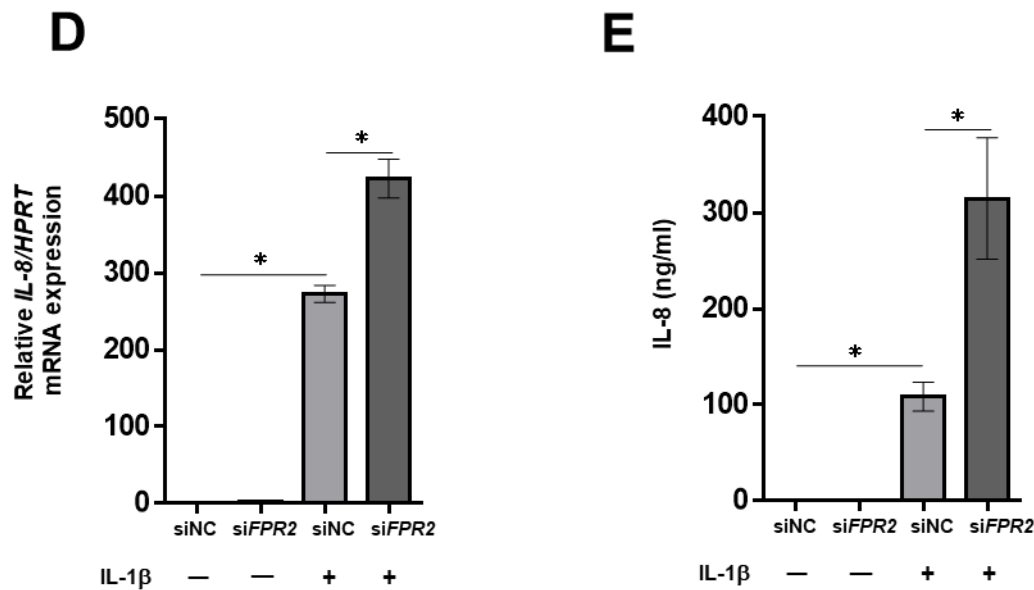 D
E
Relative IL-8/HPRT
mRNA expression
500
400
300
200
100
0
*
*
siNC siFPR2 siNC siFPR2
IL-1β — — + +
IL-8 (ng/ml)
400
300
200
100
0
*
*
siNC siFPR2 siNC siFPR2
IL-1β — — + +